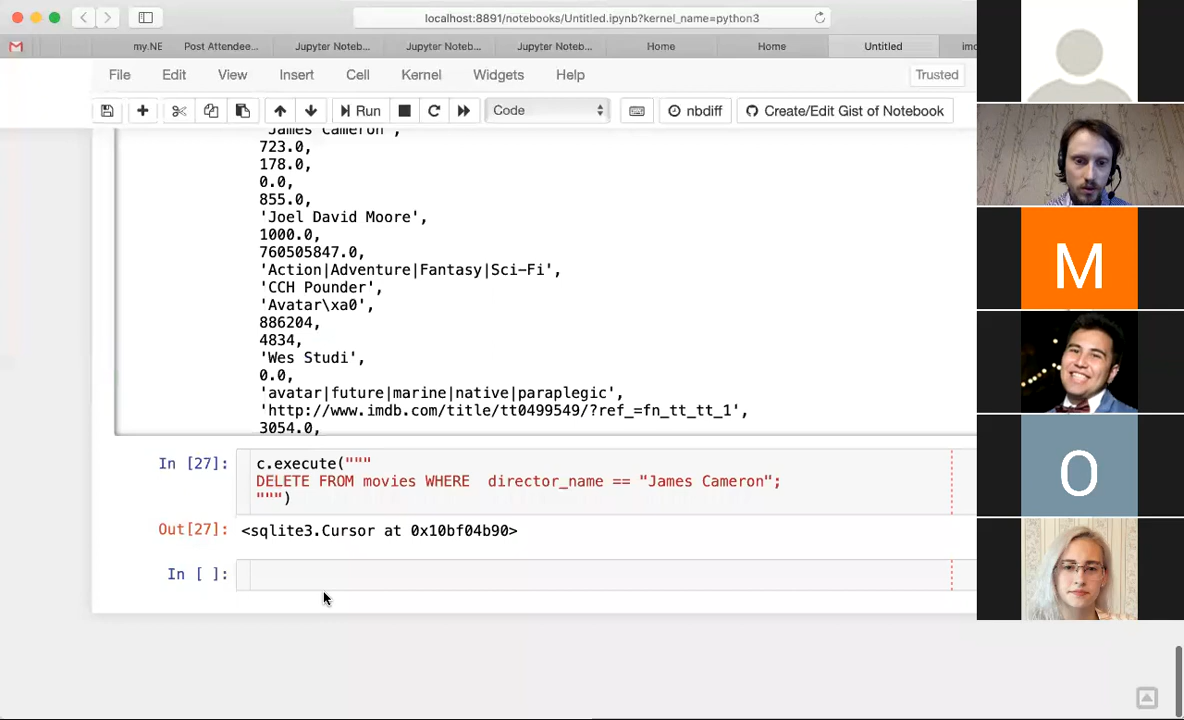 localhost:8891/notebooks/Untitled.ipynb?kernel_name=python3
my.NE Post Attendee... Jupyter Noteb... Jupyter Noteb... Jupyter Noteb... Home Home Untitled imd
File Edit View Insert Cell Kernel Widgets Help Trusted
Run Code nbdiff Create/Edit Gist of Notebook
'James Cameron',
723.0,
178.0,
0.0,
855.0,
'Joel David Moore',
1000.0,
760505847.0,
'Action|Adventure|Fantasy|Sci-Fi',
'CCH Pounder',
'Avatar\xa0',
886204,
4834,
'Wes Studi',
0.0,
'avatar|future|marine|native|paraplegic',
'http://www.imdb.com/title/tt0499549/?ref_=fn_tt_tt_1',
3054.0,
In [27]: c.execute("""
DELETE FROM movies WHERE  director_name == "James Cameron";
""")
Out[27]: <sqlite3.Cursor at 0x10bf04b90>
In [ ]:
M
O